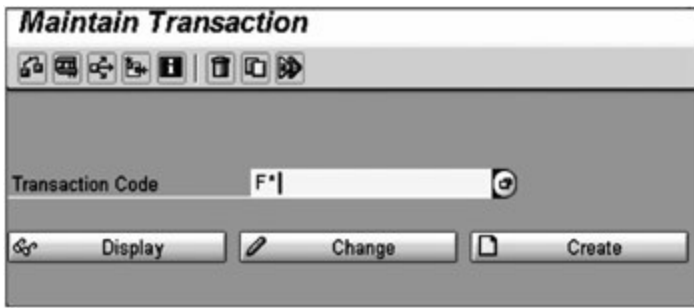 Maintain Transaction
Transaction Code F*
Display Change Create